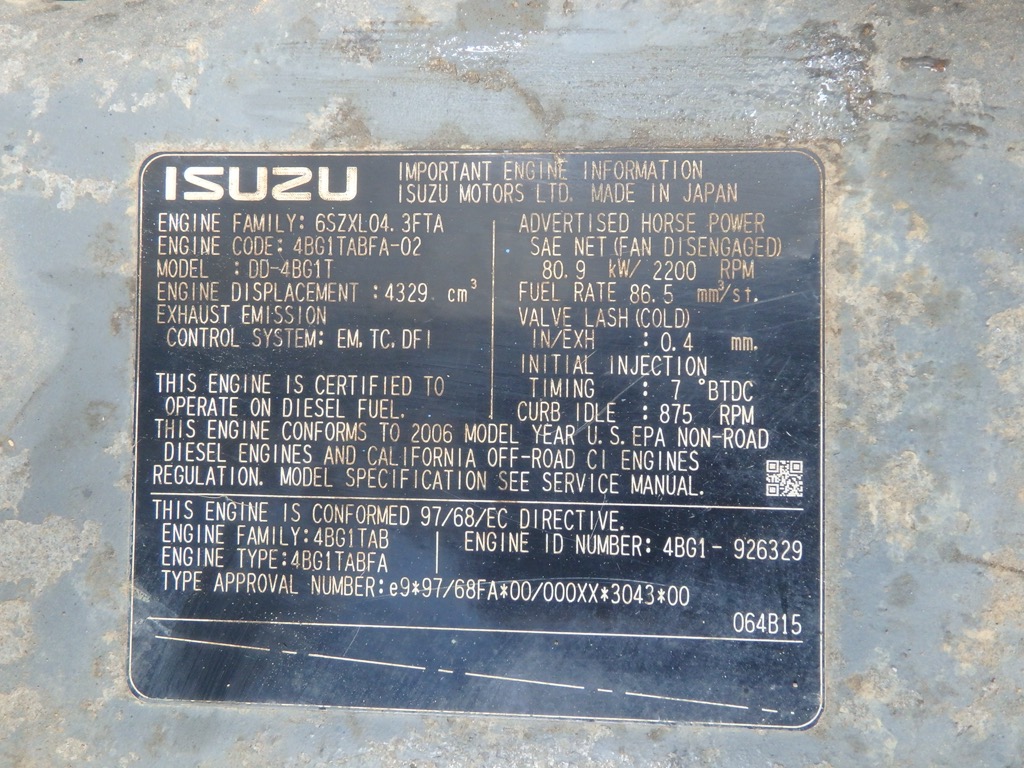 ISUZU
IMPORTANT ENGINE INFORMATION
ISUZU MOTORS LTD. MADE IN JAPAN
ENGINE FAMILY: 6SZXL04.3FTA
ENGINE CODE: 4BG1TABFA-02
MODEL : DD-4BG1T
ENGINE DISPLACEMENT :4329 cm³
EXHAUST EMISSION
CONTROL SYSTEM: EM,TC,DFI
THIS ENGINE IS CERTIFIED TO
OPERATE ON DIESEL FUEL.
ADVERTISED HORSE POWER
SAE NET(FAN DISENGAGED)
80.9 kW/ 2200 RPM
FUEL RATE 86.5 mm³/st.
VALVE LASH(COLD)
IN/EXH : 0.4 mm.
INITIAL INJECTION
TIMING : 7 °BTDC
CURB IDLE : 875 RPM
THIS ENGINE CONFORMS TO 2006 MODEL YEAR U.S.EPA NON-ROAD
DIESEL ENGINES AND CALIFORNIA OFF-ROAD CI ENGINES
REGULATION. MODEL SPECIFICATION SEE SERVICE MANUAL.
THIS ENGINE IS CONFORMED 97/68/EC DIRECTIVE.
ENGINE FAMILY:4BG1TAB
ENGINE TYPE:4BG1TABFA
ENGINE ID NUMBER: 4BG1- 926329
TYPE APPROVAL NUMBER:e9*97/68FA*00/000XX*3043*00
064B15